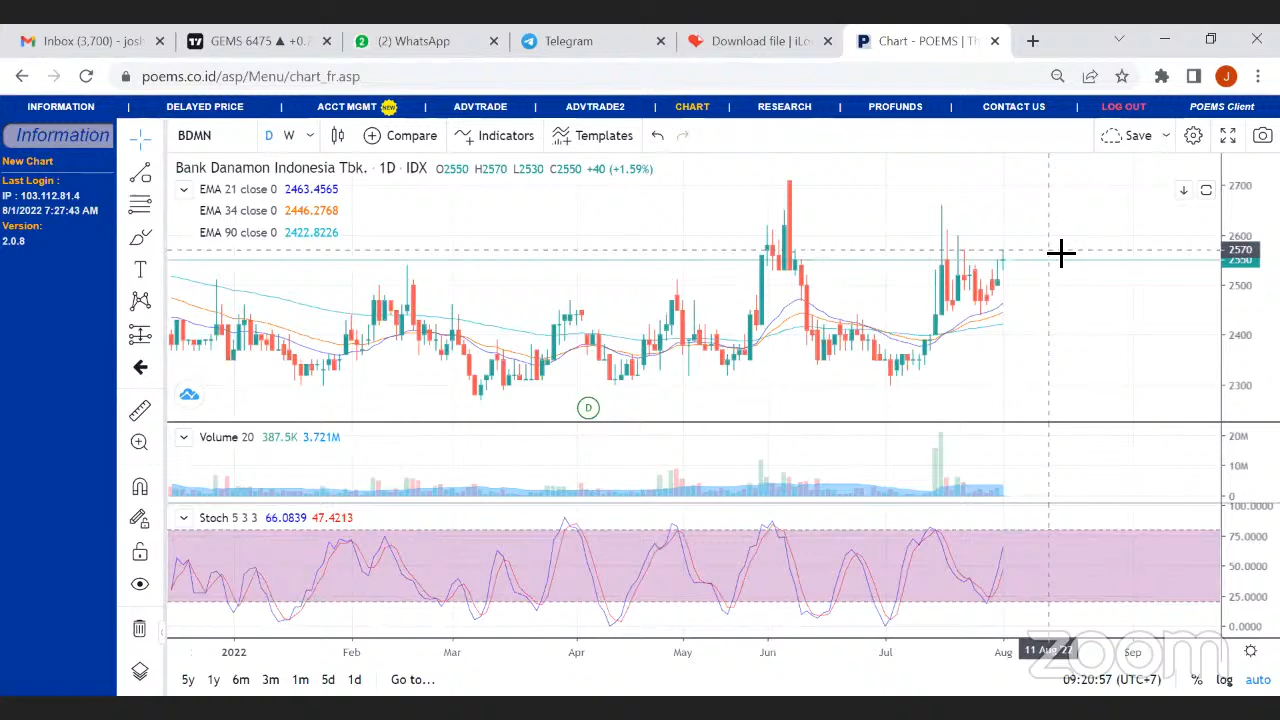 Inbox (3,700) - josh
GEMS 6475 ▲ +0.7
(2) WhatsApp
Telegram
Download file | iLov
Chart - POEMS | Th
poems.co.id/asp/Menu/chart_fr.asp
J
INFORMATION | DELAYED PRICE | ACCT MGMT NEW | ADVTRADE | ADVTRADE2 | CHART | RESEARCH | PROFUNDS | CONTACT US | LOG OUT POEMS Client
Information
New Chart
Last Login :
IP : 103.112.81.4
8/1/2022 7:27:43 AM
Version:
2.0.8
BDMN D W Compare Indicators Templates Save
Bank Danamon Indonesia Tbk. · 1D · IDX O2550 H2570 L2530 C2550 +40 (+1.59%)
EMA 21 close 0 2463.4565
EMA 34 close 0 2446.2768
EMA 90 close 0 2422.8226
2700
2600
2570
2550
2500
2400
2300
D
Volume 20 387.5K 3.721M
20M
10M
0
Stoch 5 3 3 66.0839 47.4213
100.0000
75.0000
50.0000
25.0000
0.0000
2022 Feb Mar Apr May Jun Jul Aug 11 Aug '22 Sep
zoom
5y 1y 6m 3m 1m 5d 1d Go to... 09:20:57 (UTC+7) % log auto